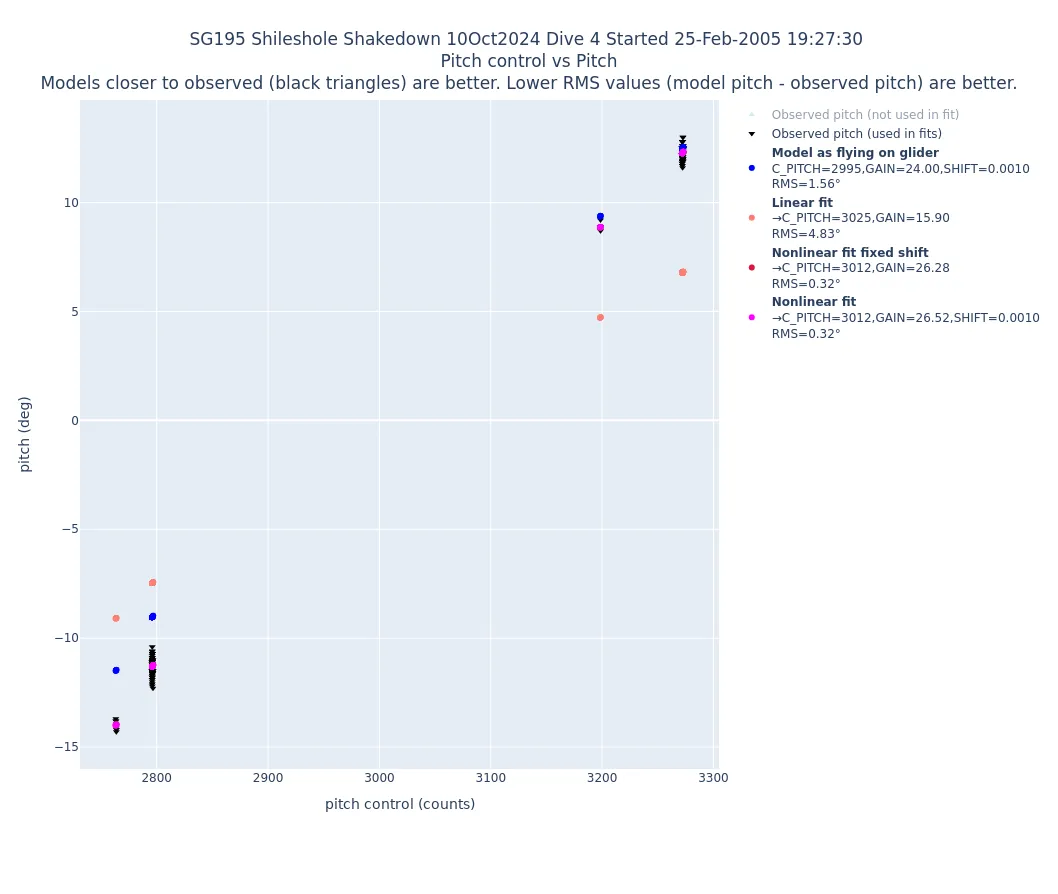 SG195 Shileshole Shakedown 10Oct2024 Dive 4 Started 25-Feb-2005 19:27:30
Pitch control vs Pitch
Models closer to observed (black triangles) are better. Lower RMS values (model pitch - observed pitch) are better.
Observed pitch (not used in fit)
Observed pitch (used in fits)
Model as flying on glider
C_PITCH=2995,GAIN=24.00,SHIFT=0.0010
RMS=1.56°
Linear fit
→C_PITCH=3025,GAIN=15.90
RMS=4.83°
Nonlinear fit fixed shift
→C_PITCH=3012,GAIN=26.28
RMS=0.32°
Nonlinear fit
→C_PITCH=3012,GAIN=26.52,SHIFT=0.0010
RMS=0.32°
10
5
0
−5
−10
−15
pitch (deg)
2800
2900
3000
3100
3200
3300
pitch control (counts)